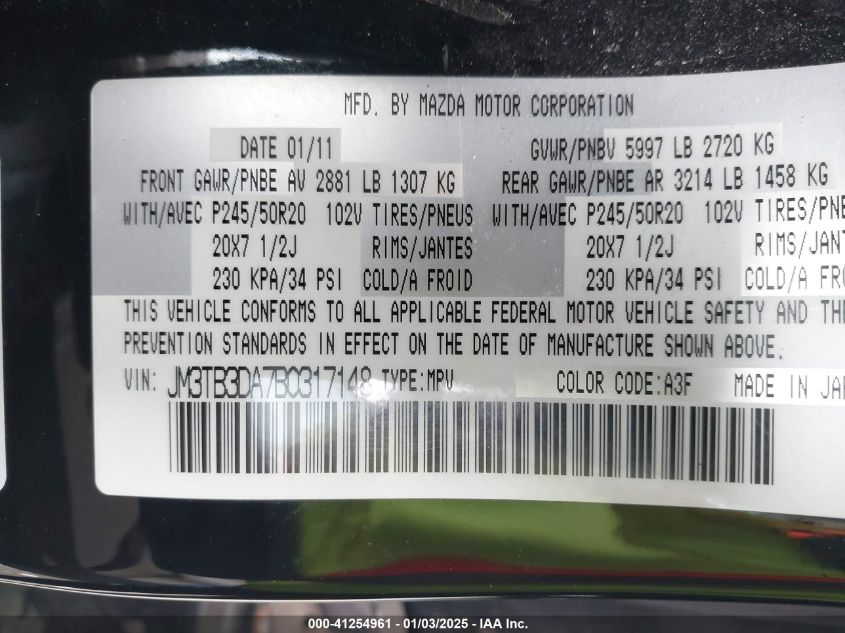 MFD. BY MAZDA MOTOR CORPORATION
DATE 01/11 GVWR/PNBV 5997 LB 2720 KG
FRONT GAWR/PNBE AV 2881 LB 1307 KG REAR GAWR/PNBE AR 3214 LB 1458 KG
WITH/AVEC P245/50R20 102V TIRES/PNEUS WITH/AVEC P245/50R20 102V TIRES/PNE
20X7 1/2J RIMS/JANTES 20X7 1/2J RIMS/JANT
230 KPA/34 PSI COLD/A FROID 230 KPA/34 PSI COLD/A FRO
THIS VEHICLE CONFORMS TO ALL APPLICABLE FEDERAL MOTOR VEHICLE SAFETY AND THE
PREVENTION STANDARDS IN EFFECT ON THE DATE OF MANUFACTURE SHOWN ABOVE.
VIN: JM3TB3DA7B0317148 TYPE:MPV COLOR CODE:A3F MADE IN JAP
000-41254961 - 01/03/2025 - IAA Inc.